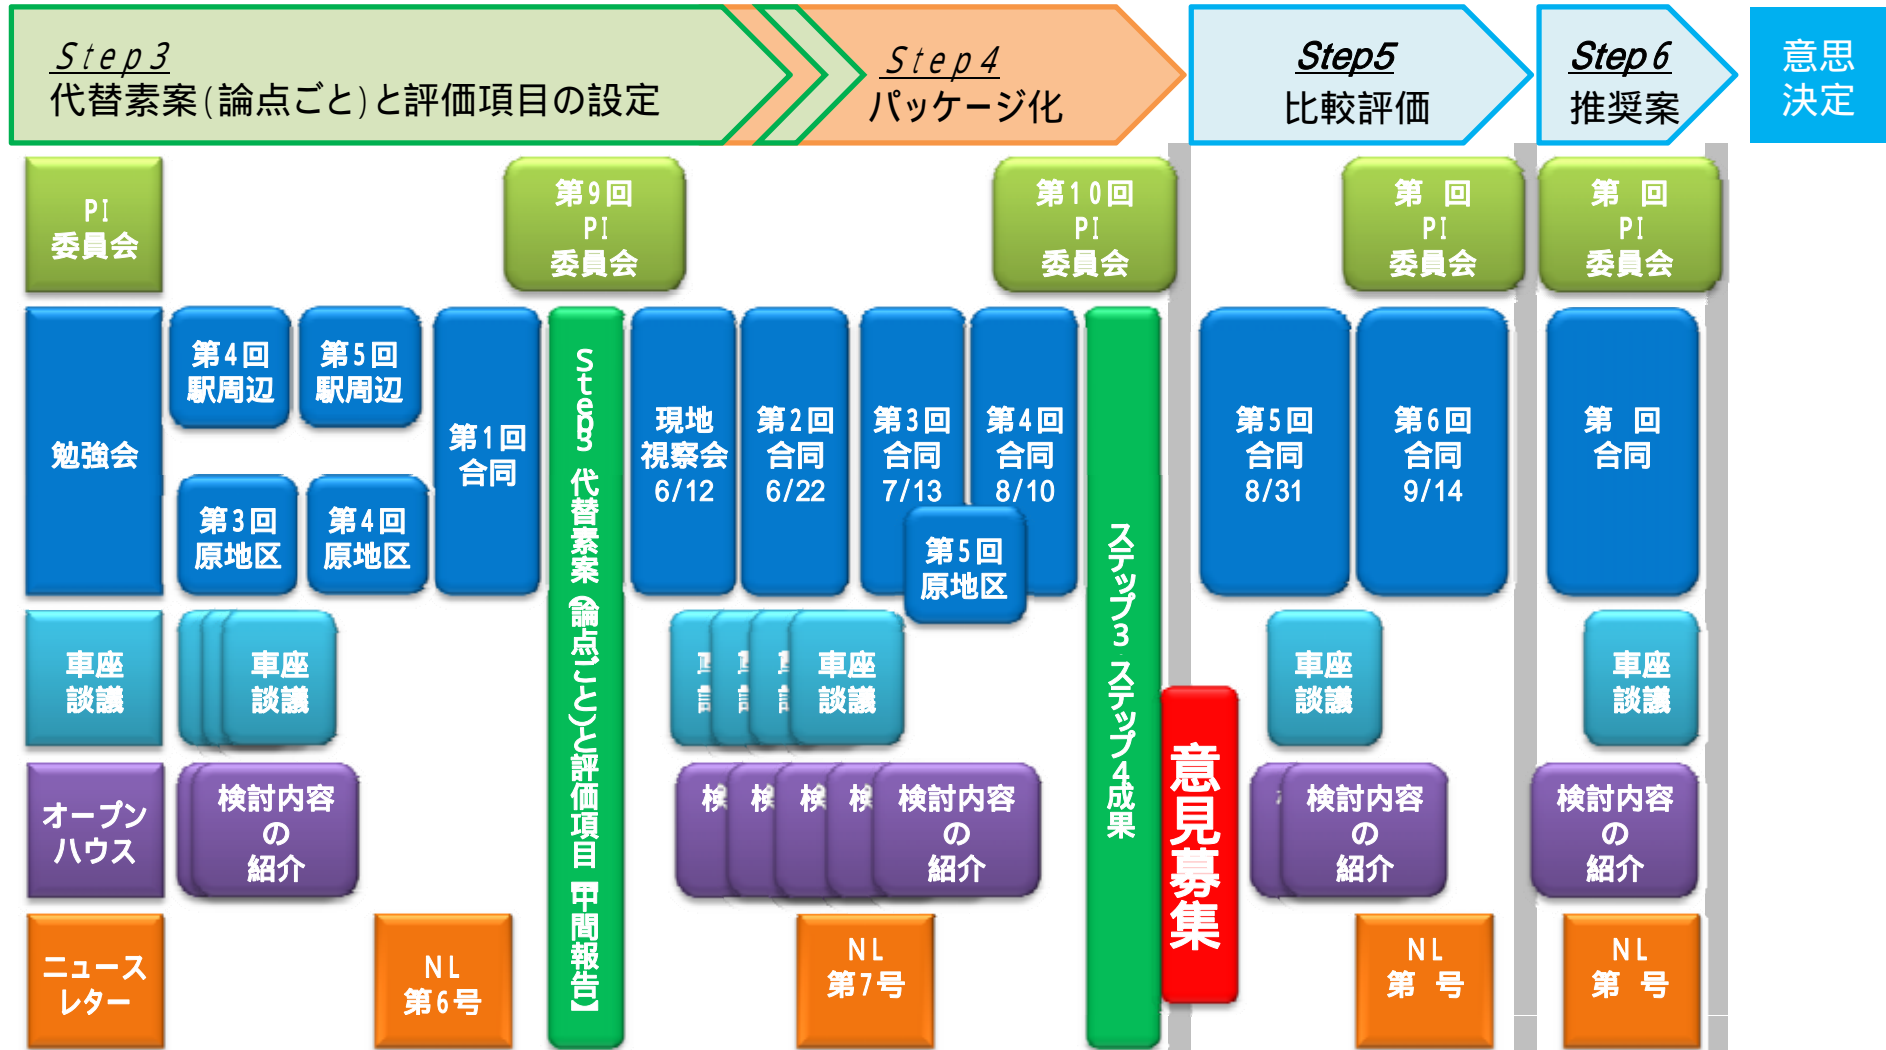 Step3
代替素案(論点ごと)と評価項目の設定
Step4
パッケージ化
Step5
比較評価
Step6
推奨案
意思
決定
PI
委員会
第9回
PI
委員会
第10回
PI
委員会
第 回
PI
委員会
第 回
PI
委員会
勉強会
第4回
駅周辺
第5回
駅周辺
第3回
原地区
第4回
原地区
第1回
合同
Step3 代替素案(論点ごと)と評価項目【中間報告】
現地
視察会
6/12
第2回
合同
6/22
第3回
合同
7/13
第4回
合同
8/10
第5回
原地区
ステップ3 ステップ4成果
第5回
合同
8/31
第6回
合同
9/14
第 回
合同
車座
談議
車座
談議
車座
談議
車座
談議
車座
談議
意見募集
オープン
ハウス
検討内容
の
紹介
検
検
検
検
検討内容
の
紹介
検討内容
の
紹介
検討内容
の
紹介
ニュース
レター
NL
第6号
NL
第7号
NL
第 号
NL
第 号